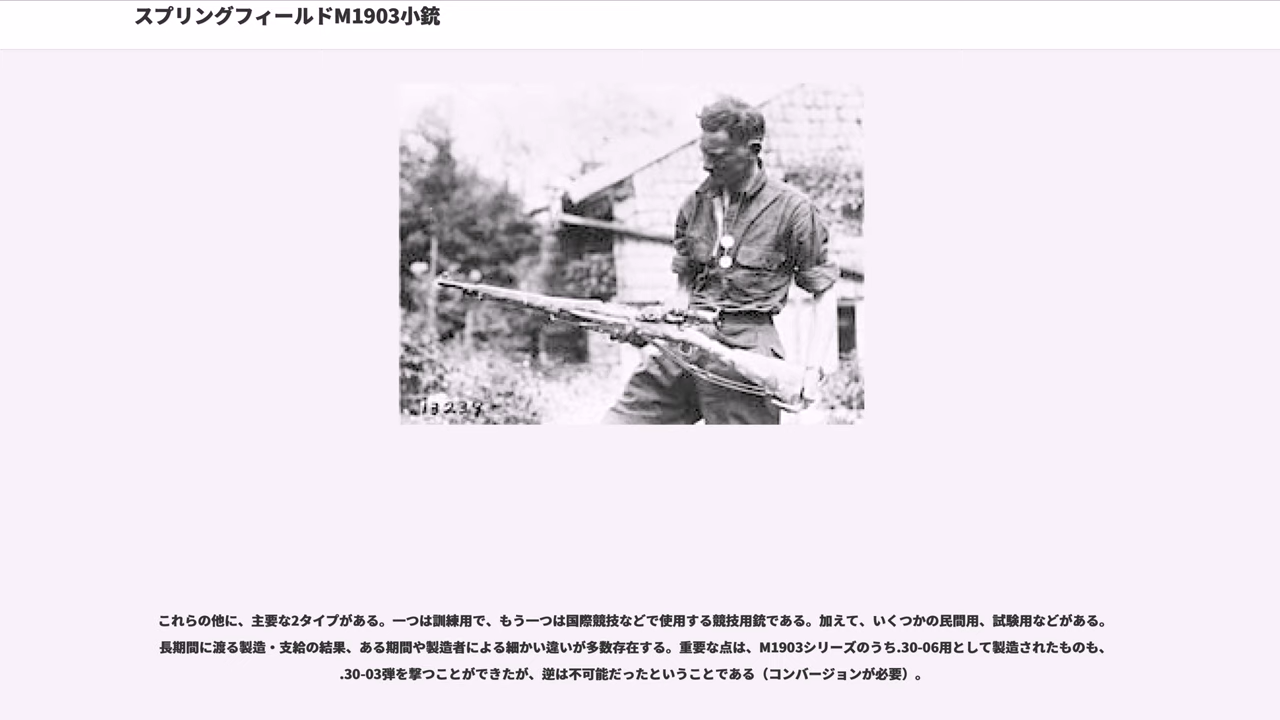 スプリングフィールドM1903小銃
13239
これらの他に、主要な2タイプがある。一つは訓練用で、もう一つは国際競技などで使用する競技用銃である。加えて、いくつかの民間用、試験用などがある。
長期間に渡る製造・支給の結果、ある期間や製造者による細かい違いが多数存在する。重要な点は、M1903シリーズのうち.30-06用として製造されたものも、
.30-03弾を撃つことができたが、逆は不可能だったということである（コンバージョンが必要）。